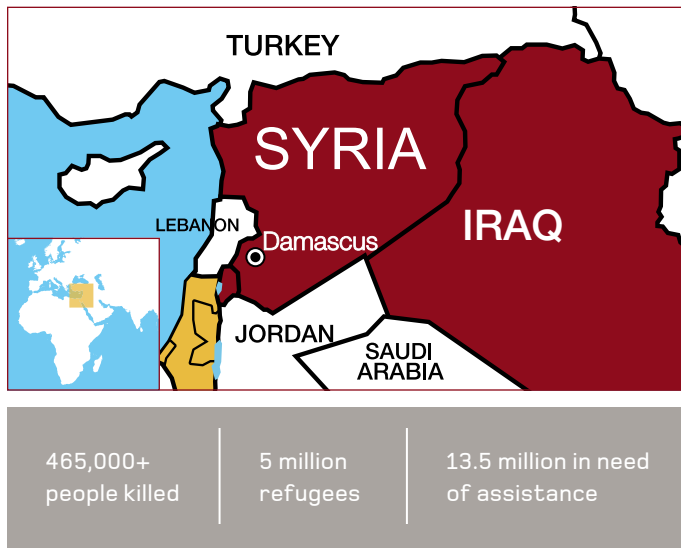 TURKEY
SYRIA
LEBANON
Damascus
IRAQ
JORDAN
SAUDI
ARABIA
465,000+
people killed
5 million
refugees
13.5 million in need
of assistance